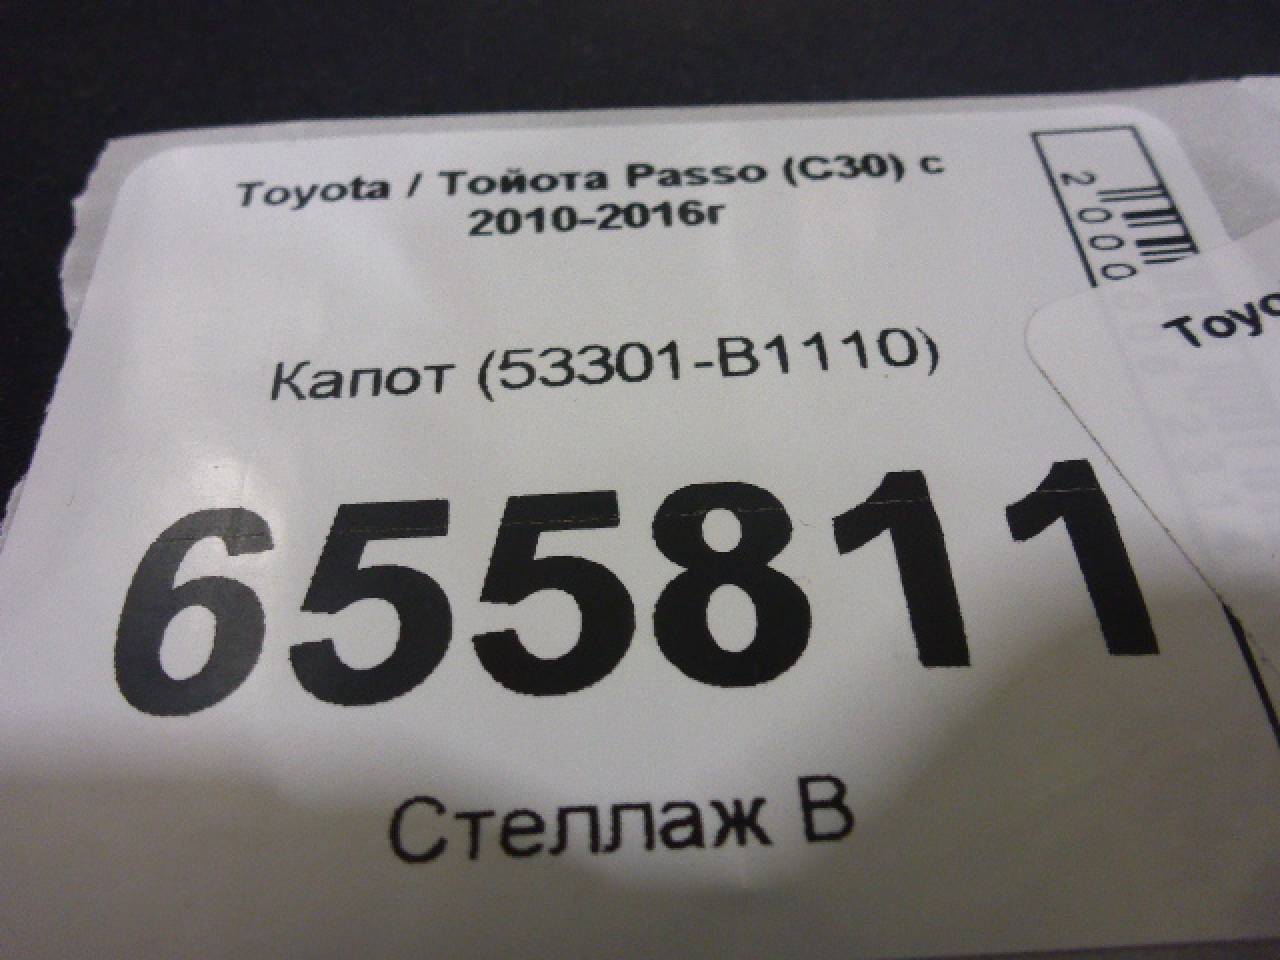 Toyota / Тойота Passo (C30) с
2010-2016г
2000
Toyo
Капот (53301-B1110)
655811
Стеллаж В